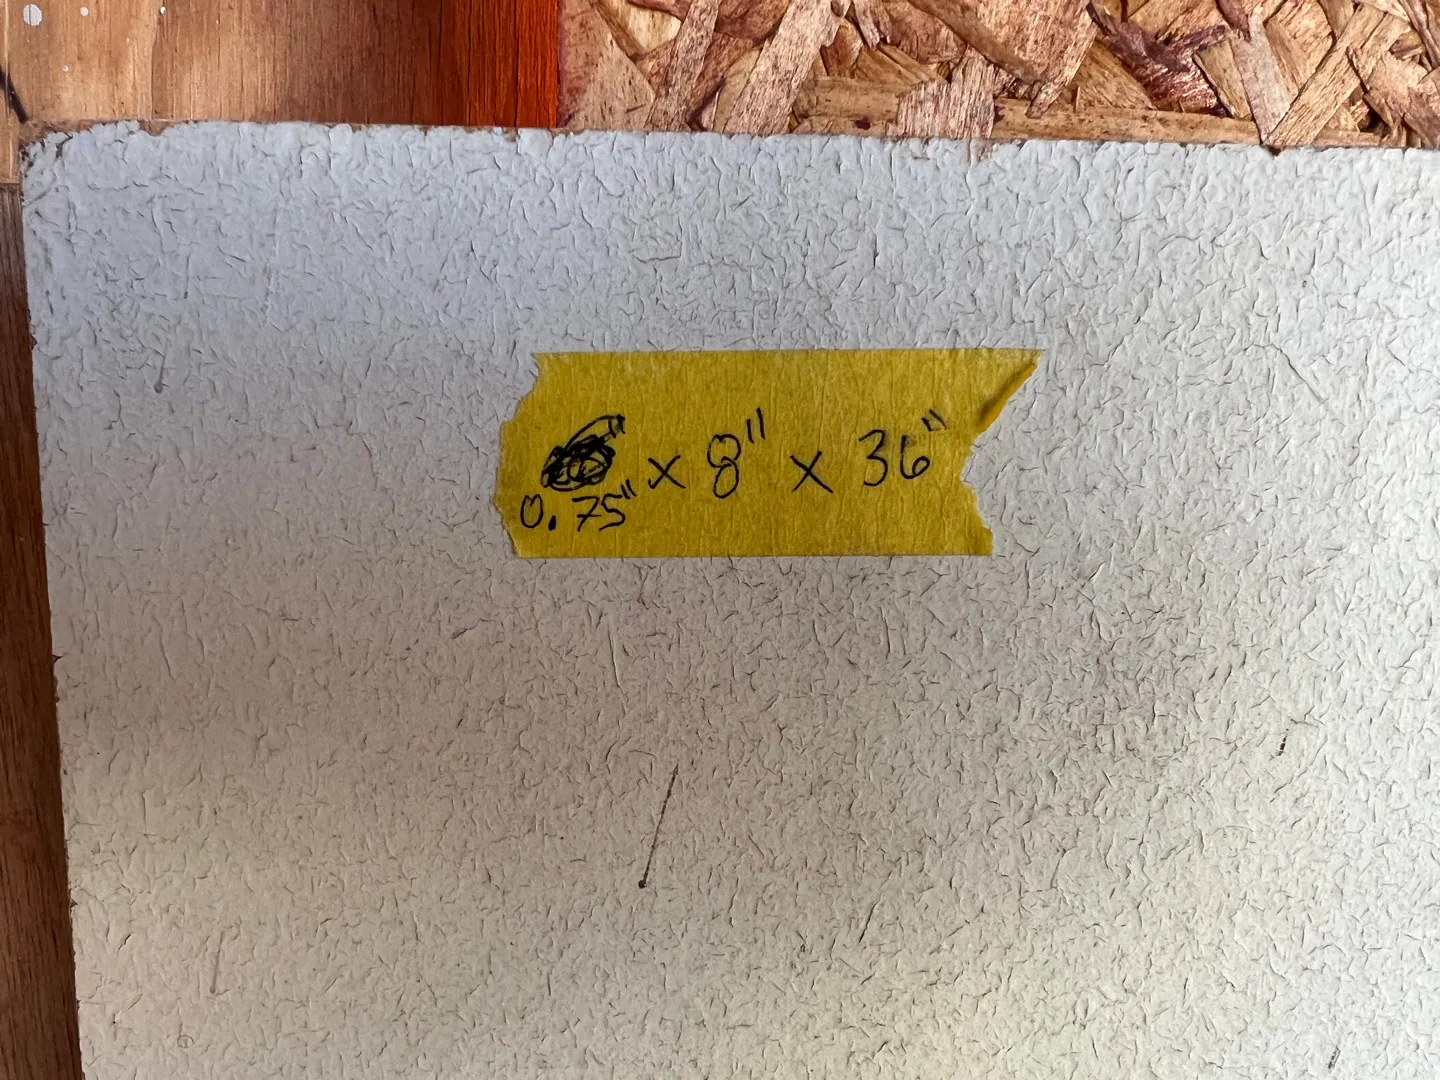 " x 8" x 36"
0.75"